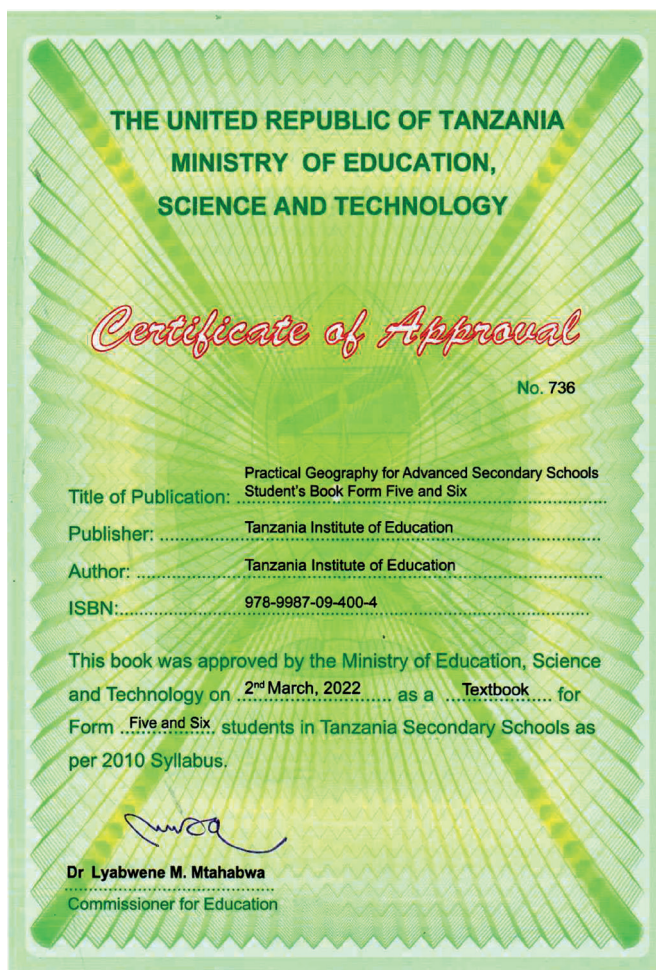 THE UNITED REPUBLIC OF TANZANIA
MINISTRY OF EDUCATION,
SCIENCE AND TECHNOLOGY
Certificate of Approval
No. 736
Practical Geography for Advanced Secondary Schools
Title of Publication: Student's Book Form Five and Six
Publisher: Tanzania Institute of Education
Author: Tanzania Institute of Education
ISBN: 978-9987-09-400-4
This book was approved by the Ministry of Education, Science
and Technology on 2nd March, 2022 as a Textbook for
Form Five and Six students in Tanzania Secondary Schools as
per 2010 Syllabus.
Dr Lyabwene M. Mtahabwa
Commissioner for Education